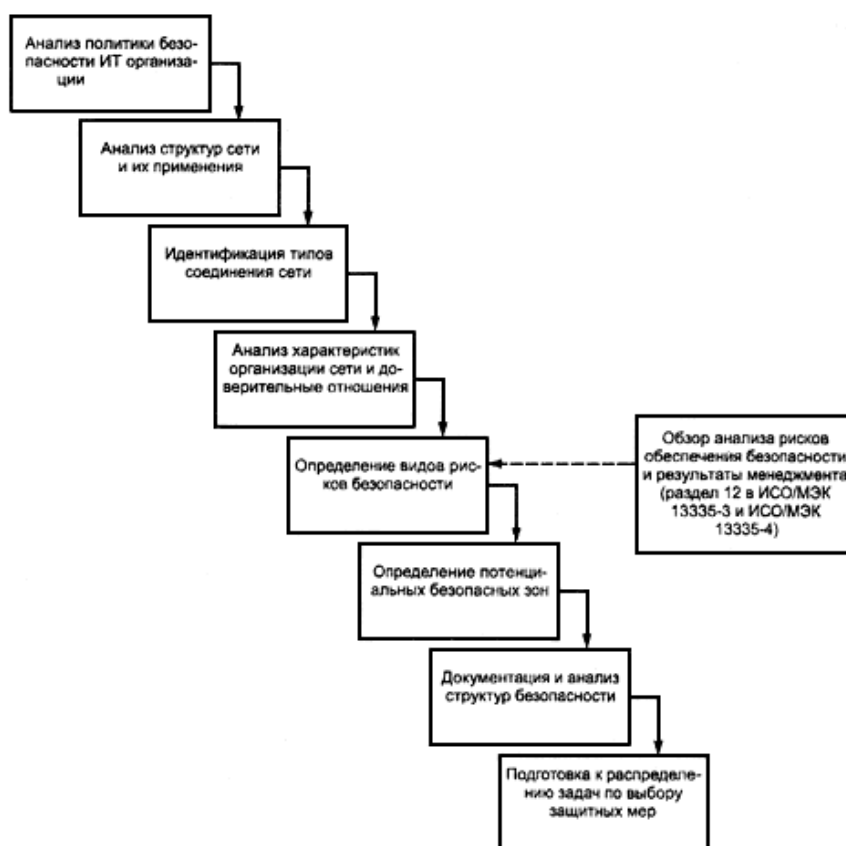 Анализ политики безо-
пасности ИТ организа-
ции
Анализ структур сети
и их применения
Идентификация типов
соединения сети
Анализ характеристик
организации сети и до-
верительные отношения
Определение видов рис-
ков безопасности
Обзор анализа рисков
обеспечения безопасности
и результаты менеджмента
(раздел 12 в ИСО/МЭК
13335-3 и ИСО/МЭК
13335-4)
Определение потенци-
альных безопасных зон
Документация и анализ
структур безопасности
Подготовка к распределе-
нию задач по выбору
защитных мер